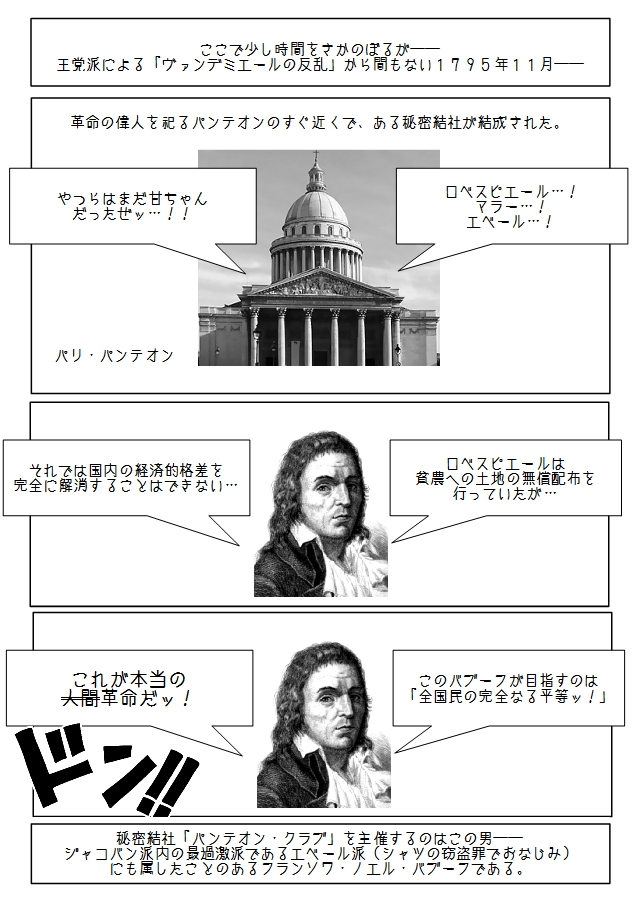 ここで少し時間をさかのぼるが――
王党派による「ヴァンデミエールの反乱」から間もない１７９５年１１月――
革命の偉人を祀るパンテオンのすぐ近くで、ある秘密結社が結成された。
ロベスピエール…！
マラー…！
エベール…！
やつらはまだ甘ちゃん
だったぜッ…！！
パリ・パンテオン
ロベスピエールは
貧農への土地の無償配布を
行っていたが…
それでは国内の経済的格差を
完全に解消することはできない…
このバブーフが目指すのは
「全国民の完全なる平等ッ！」
これが本当の
人間革命だッ！
ドン!!
秘密結社「パンテオン・クラブ」を主催するのはこの男――
ジャコバン派内の最過激派であるエベール派（シャツの窃盗罪でおなじみ）
にも属したことのあるフランソワ・ノエル・バブーフである。